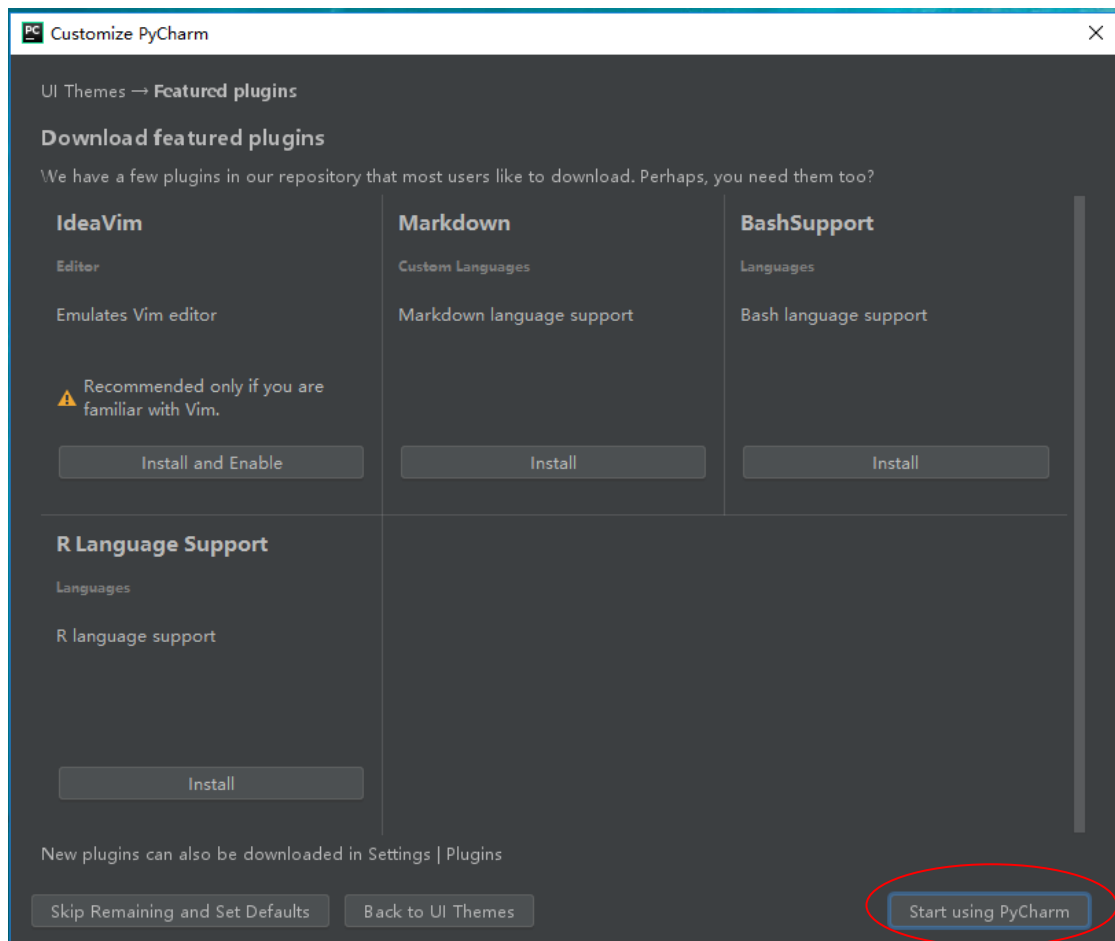 PC Customize PyCharm
UI Themes → Featured plugins
Download featured plugins
We have a few plugins in our repository that most users like to download. Perhaps, you need them too?
IdeaVim
Editor
Emulates Vim editor
Recommended only if you are
familiar with Vim.
Install and Enable
Markdown
Custom Languages
Markdown language support
Install
BashSupport
Languages
Bash language support
Install
R Language Support
Languages
R language support
Install
New plugins can also be downloaded in Settings | Plugins
Skip Remaining and Set Defaults
Back to UI Themes
Start using PyCharm